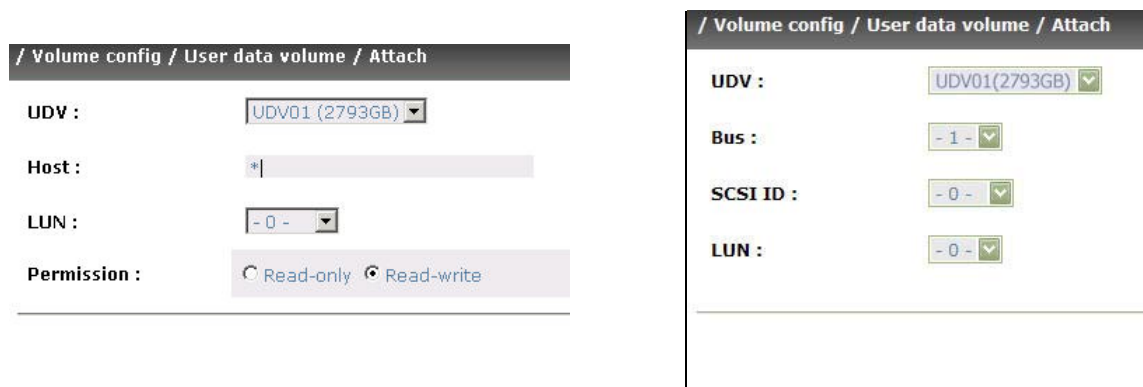 / Volume config / User data volume / Attach
UDV : UDV01 (2793GB)
Host : *
LUN : - 0 -
Permission : Read-only Read-write
/ Volume config / User data volume / Attach
UDV : UDV01(2793GB)
Bus : - 1 -
SCSI ID : - 0 -
LUN : - 0 -